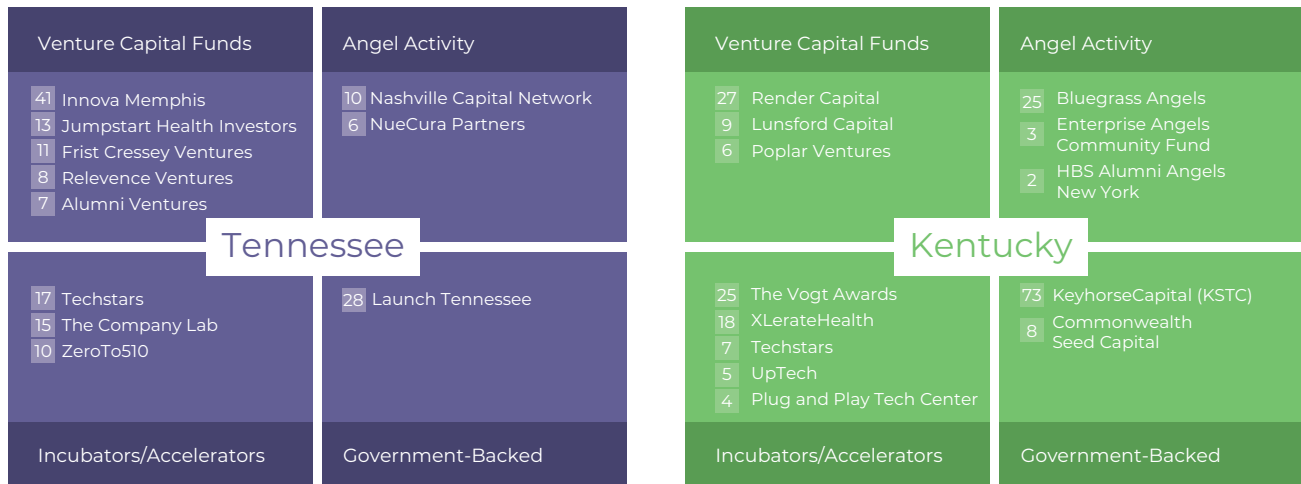 Venture Capital Funds
41 Innova Memphis
13 Jumpstart Health Investors
11 Frist Cressey Ventures
8 Relevence Ventures
7 Alumni Ventures
Angel Activity
10 Nashville Capital Network
6 NueCura Partners
Tennessee
17 Techstars
15 The Company Lab
10 ZeroTo510
Incubators/Accelerators
28 Launch Tennessee
Government-Backed
Venture Capital Funds
27 Render Capital
9 Lunsford Capital
6 Poplar Ventures
Angel Activity
25 Bluegrass Angels
3 Enterprise Angels
Community Fund
2 HBS Alumni Angels
New York
Kentucky
25 The Vogt Awards
18 XLerateHealth
7 Techstars
5 UpTech
4 Plug and Play Tech Center
Incubators/Accelerators
73 KeyhorseCapital (KSTC)
8 Commonwealth
Seed Capital
Government-Backed